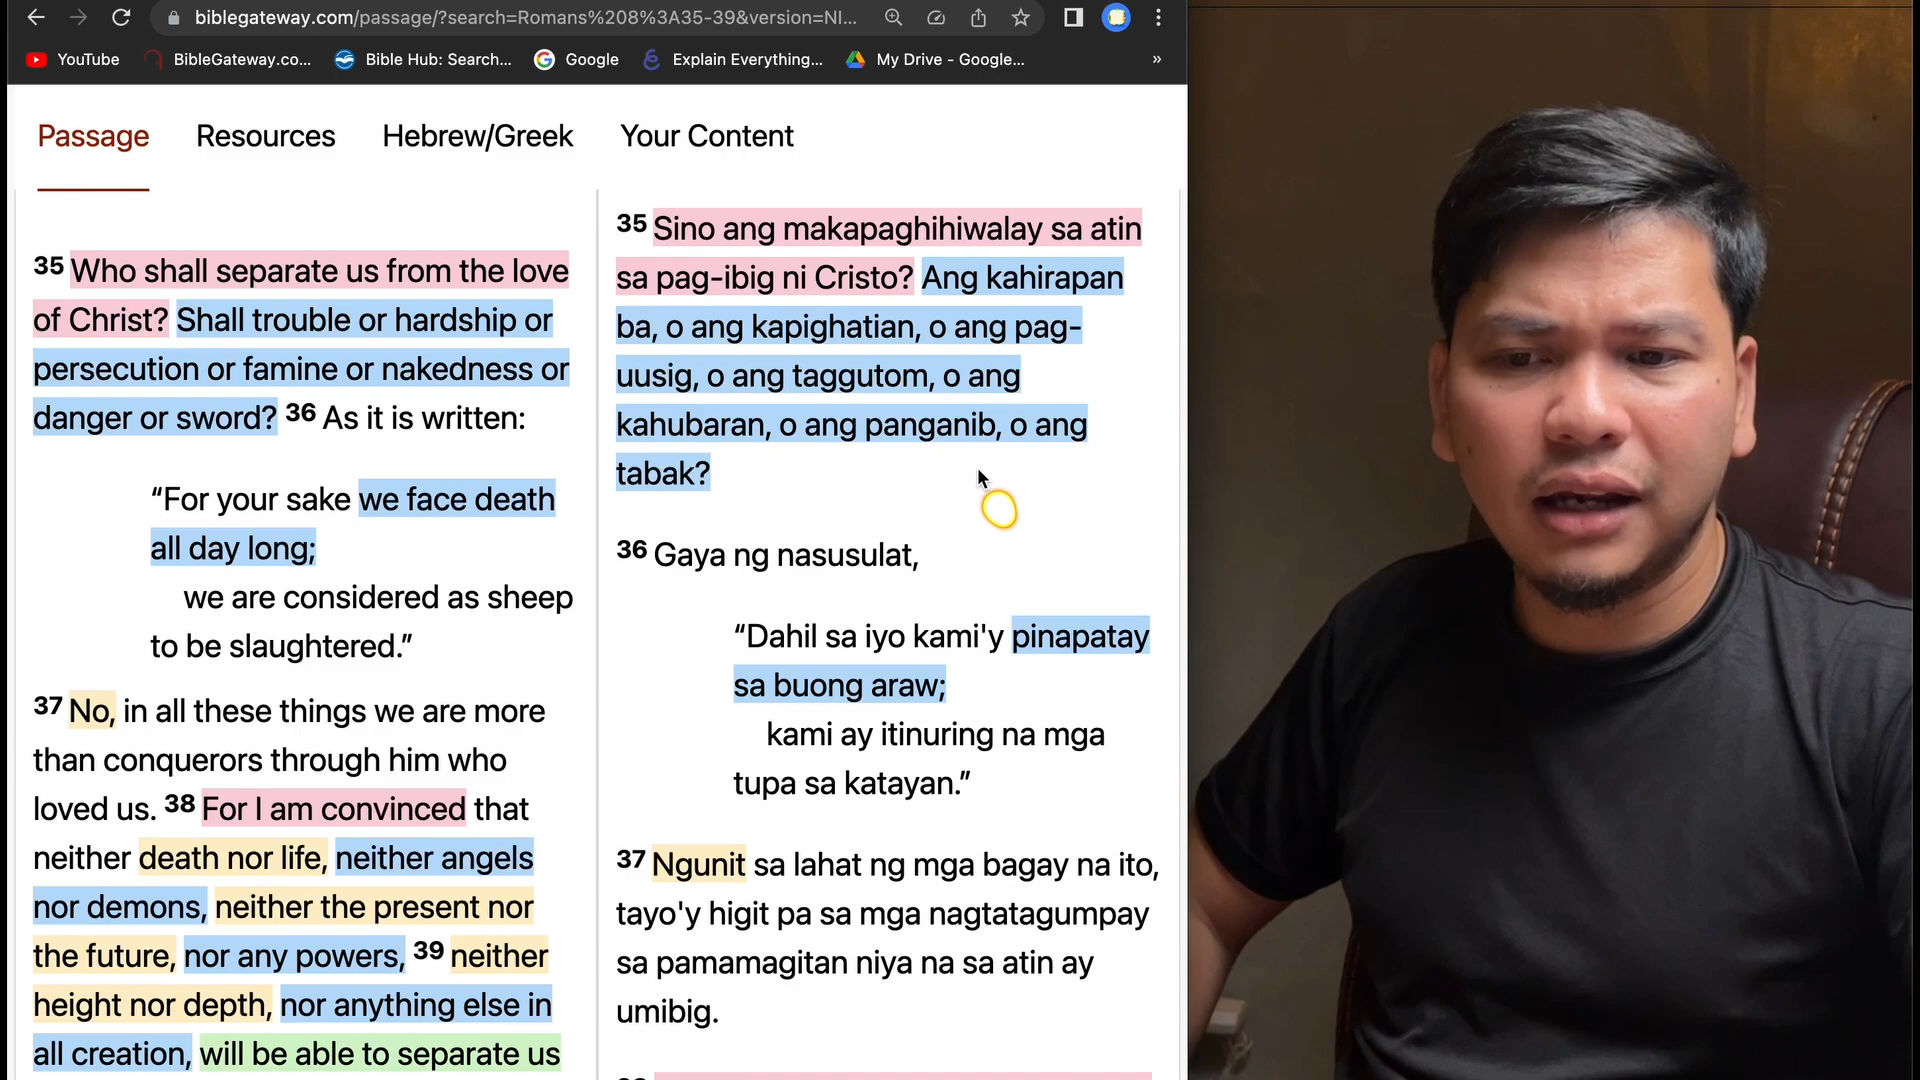 biblegateway.com/passage/?search=Romans%208%3A35-39&version=NI...
YouTube
BibleGateway.co...
Bible Hub: Search...
Google
Explain Everything...
My Drive - Google...
»
Passage
Resources
Hebrew/Greek
Your Content
35 Who shall separate us from the love
of Christ? Shall trouble or hardship or
persecution or famine or nakedness or
danger or sword? 36 As it is written:
“For your sake we face death
all day long;
we are considered as sheep
to be slaughtered.”
37 No, in all these things we are more
than conquerors through him who
loved us. 38 For I am convinced that
neither death nor life, neither angels
nor demons, neither the present nor
the future, nor any powers, 39 neither
height nor depth, nor anything else in
all creation, will be able to separate us
35 Sino ang makapaghihiwalay sa atin
sa pag-ibig ni Cristo? Ang kahirapan
ba, o ang kapighatian, o ang pag-
uusig, o ang taggutom, o ang
kahubaran, o ang panganib, o ang
tabak?
36 Gaya ng nasusulat,
“Dahil sa iyo kami'y pinapatay
sa buong araw;
kami ay itinuring na mga
tupa sa katayan.”
37 Ngunit sa lahat ng mga bagay na ito,
tayo'y higit pa sa mga nagtatagumpay
sa pamamagitan niya na sa atin ay
umibig.